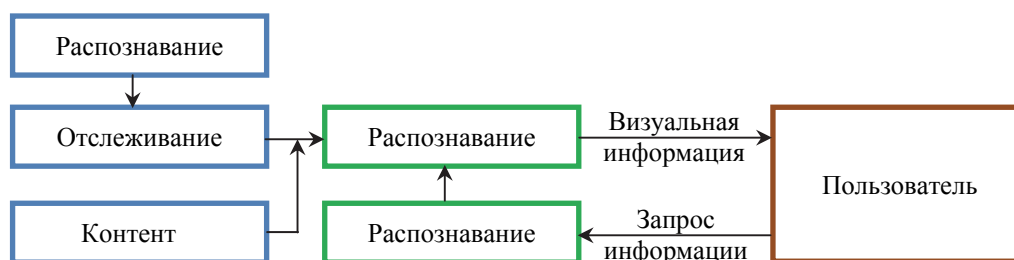 Распознавание
Отслеживание
Распознавание
Визуальная
информация
Пользователь
Контент
Распознавание
Запрос
информации